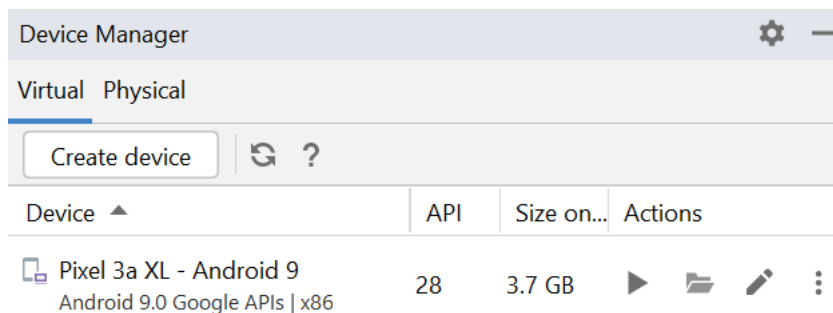 Device Manager
Virtual Physical
Create device ?
Device API Size on... Actions
Pixel 3a XL - Android 9 28 3.7 GB
Android 9.0 Google APIs | x86